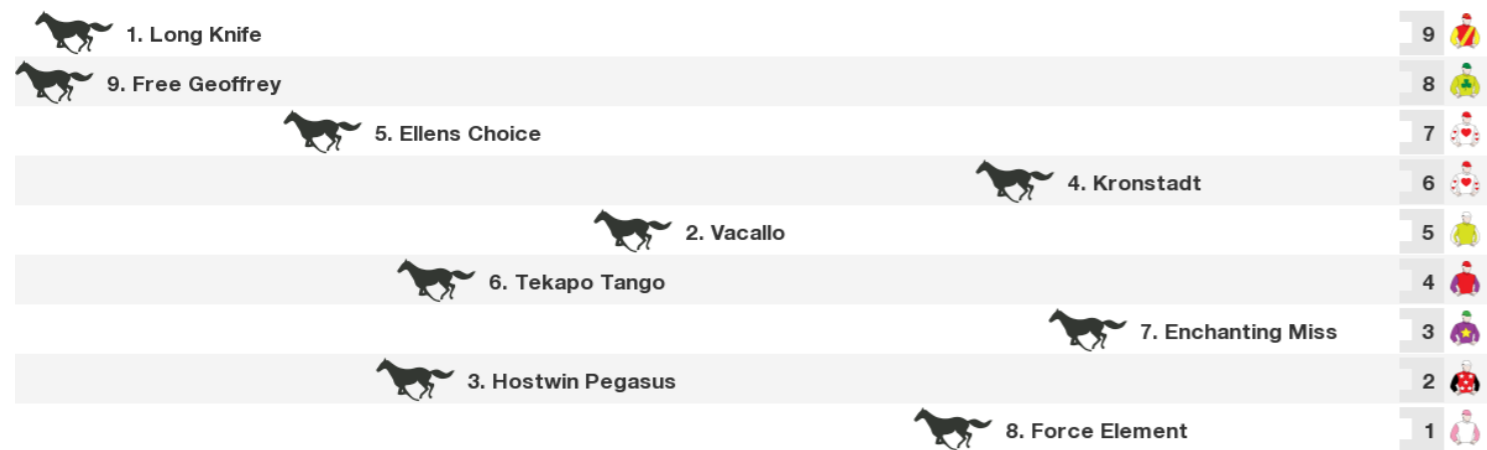 1. Long Knife 9
9. Free Geoffrey 8
5. Ellens Choice 7
4. Kronstadt 6
2. Vacallo 5
6. Tekapo Tango 4
7. Enchanting Miss 3
3. Hostwin Pegasus 2
8. Force Element 1